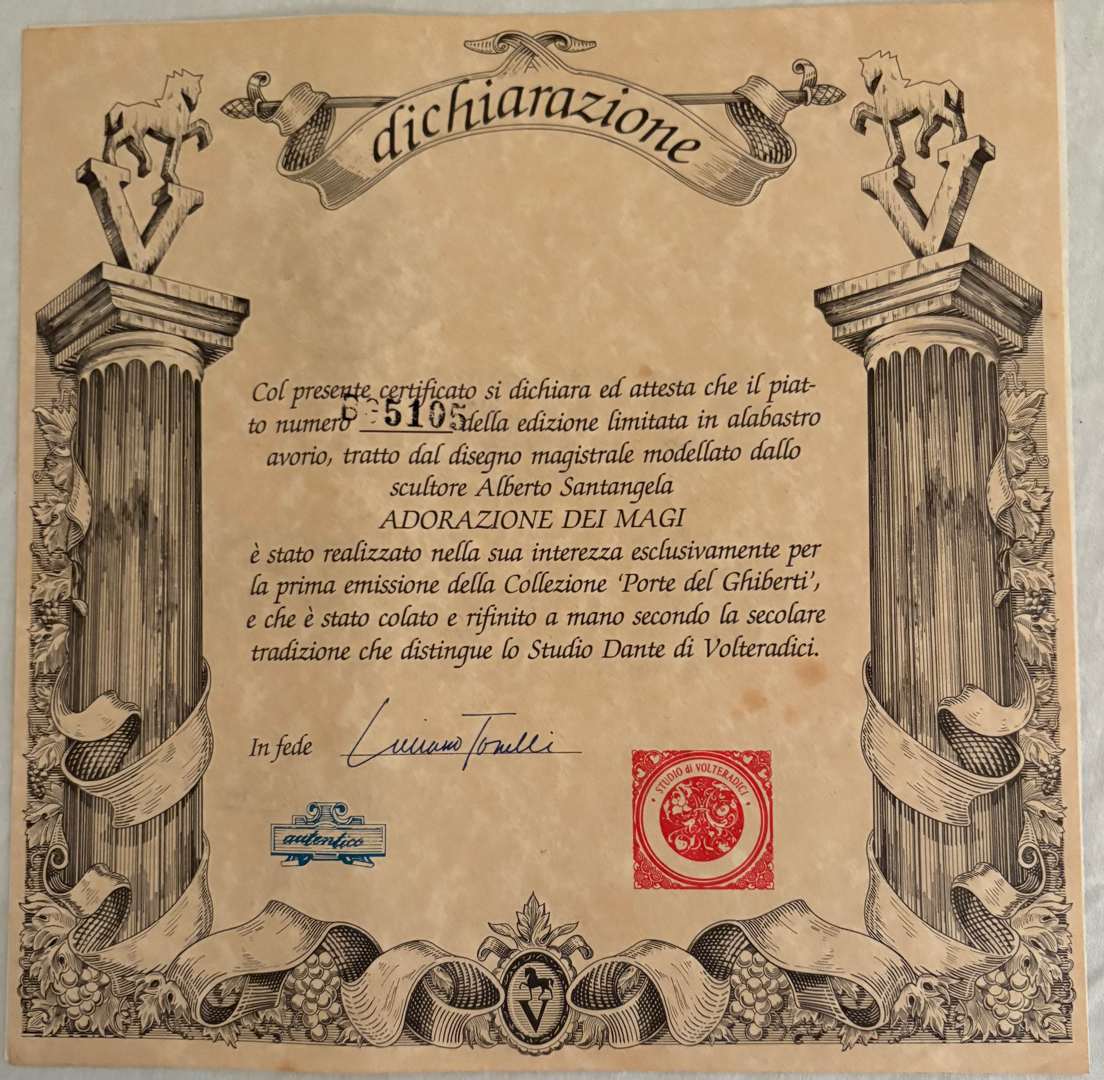 dichiarazione
Col presente certificato si dichiara ed attesta che il piat-
to numero 5105 della edizione limitata in alabastro
avorio, tratto dal disegno magistrale modellato dallo
scultore Alberto Santangela
ADORAZIONE DEI MAGI
è stato realizzato nella sua interezza esclusivamente per
la prima emissione della Collezione 'Porte del Ghiberti',
e che è stato colato e rifinito a mano secondo la secolare
tradizione che distingue lo Studio Dante di Volteradici.
In fede Luciano Tonelli
STUDIO di VOLTERADICI
autentico
V
V
V